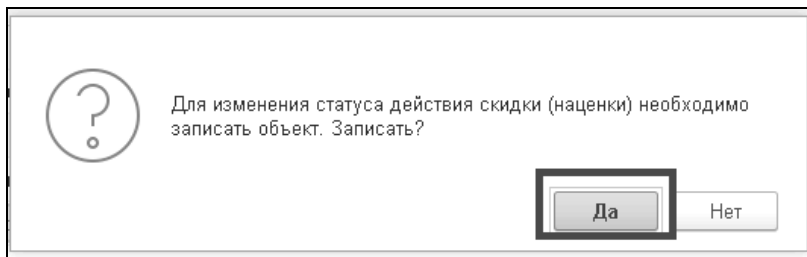 Для изменения статуса действия скидки (наценки) необходимо
записать объект. Записать?
Да
Нет